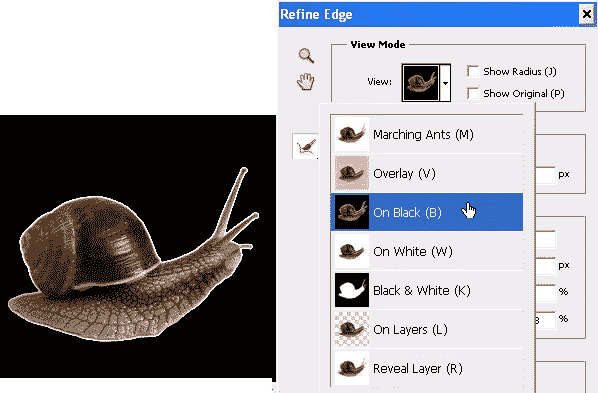 Refine Edge
View Mode
View:
Show Radius (J)
Show Original (P)
Marching Ants (M)
Overlay (V)
px
On Black (B)
On White (W)
px
Black & White (K)
%
On Layers (L)
8 %
Reveal Layer (R)